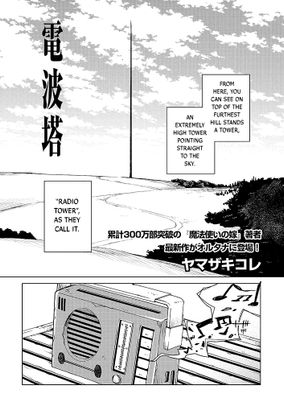 電波塔
FROM
HERE, YOU
CAN SEE ON
TOP OF THE
FURTHEST
HILL STANDS
A TOWER,
AN
EXTREMELY
HIGH TOWER
POINTING
STRAIGHT
TO THE
SKY.
"RADIO
TOWER",
AS THEY
CALL IT.
累計300万部突破の『魔法使いの嫁』著者
最新作がオルタナに登場!
ヤマザキコレ